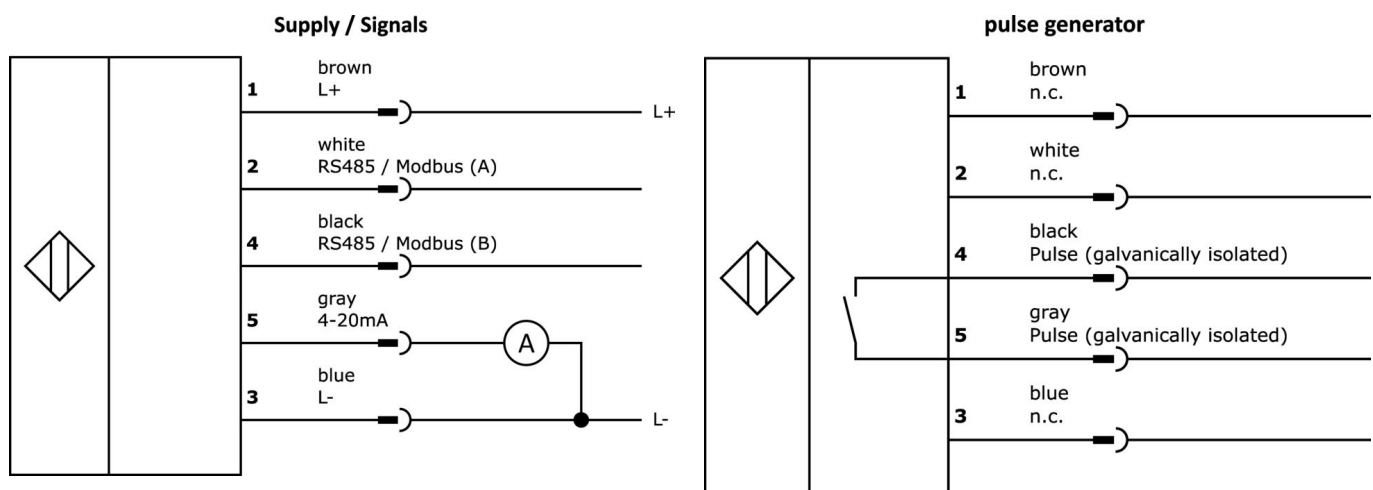 Supply / Signals
brown
1 L+
L+
white
2 RS485 / Modbus (A)
black
4 RS485 / Modbus (B)
gray
5 4-20mA
A
blue
3 L-
L-
pulse generator
brown
1 n.c.
white
2 n.c.
black
4 Pulse (galvanically isolated)
gray
5 Pulse (galvanically isolated)
blue
3 n.c.